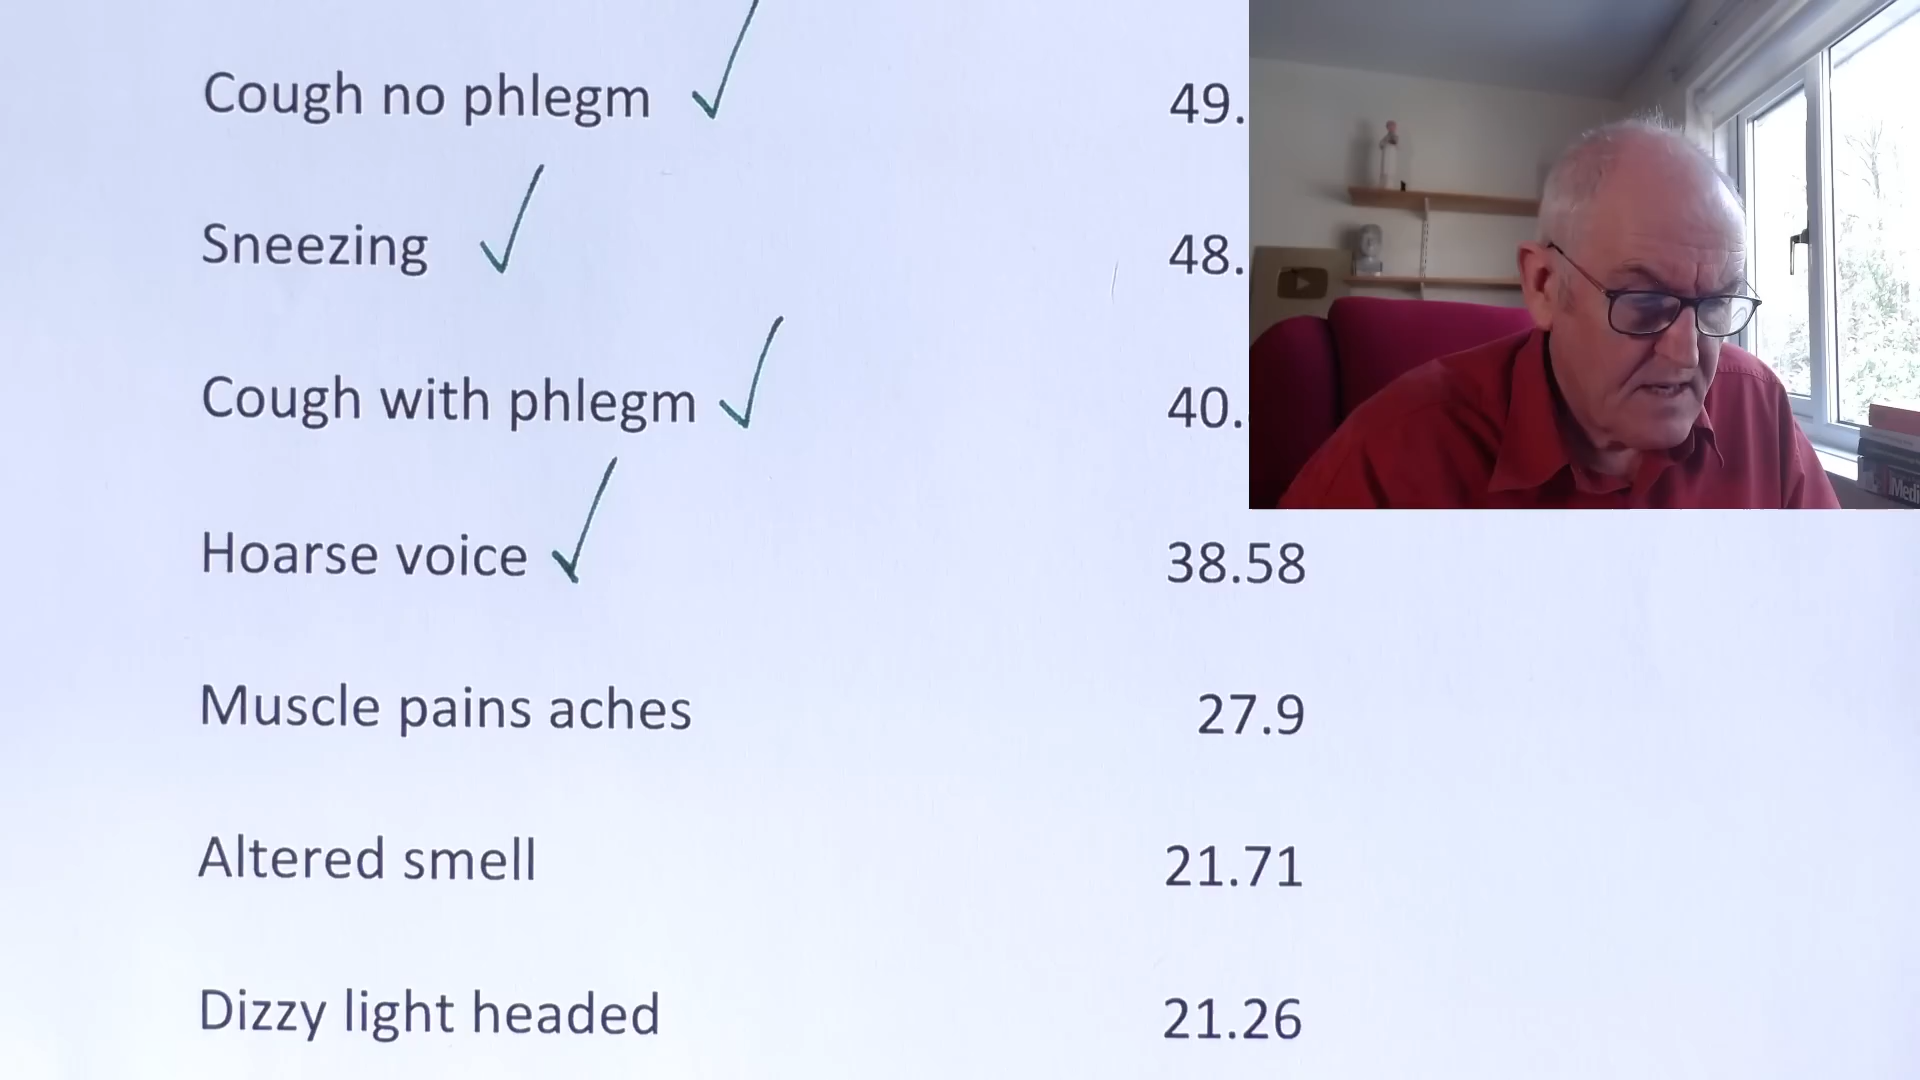 Cough no phlegm 49.
Sneezing 48.
Cough with phlegm 40.
Hoarse voice 38.58
Muscle pains aches 27.9
Altered smell 21.71
Dizzy light headed 21.26
Medi